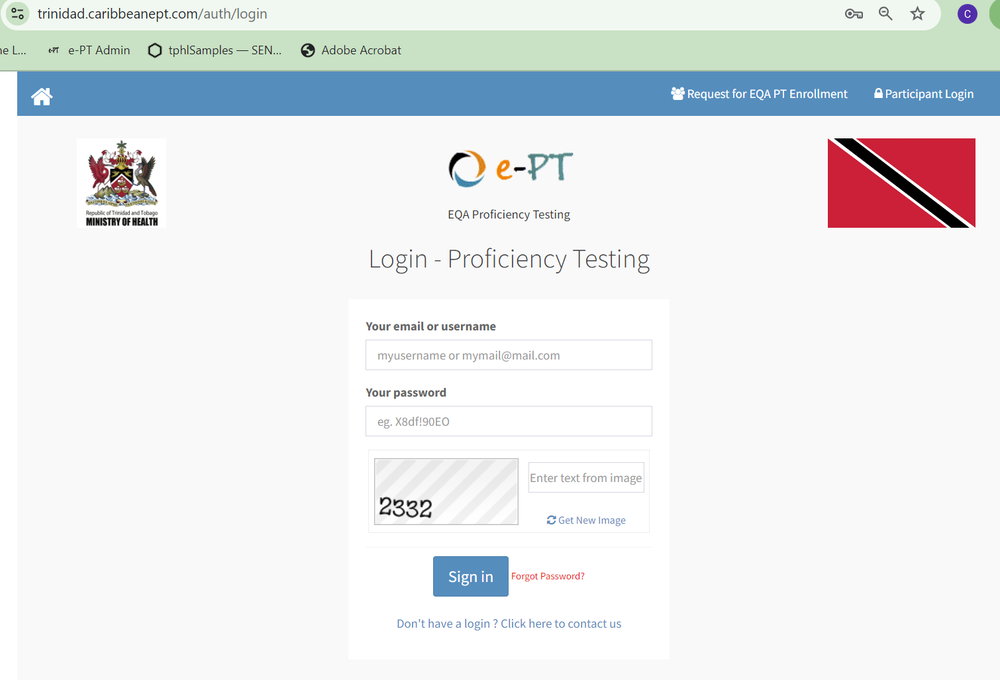 trinidad.caribbeanept.com/auth/login
C
ne L...
e-PT e-PT Admin
tphlSamples — SEN...
Adobe Acrobat
Request for EQA PT Enrollment
Participant Login
Republic of Trinidad and Tobago
MINISTRY OF HEALTH
e-PT
EQA Proficiency Testing
Login - Proficiency Testing
Your email or username
myusername or mymail@mail.com
Your password
eg. X8df!90EO
2332
Enter text from image
Get New Image
Sign in
Forgot Password?
Don't have a login ? Click here to contact us